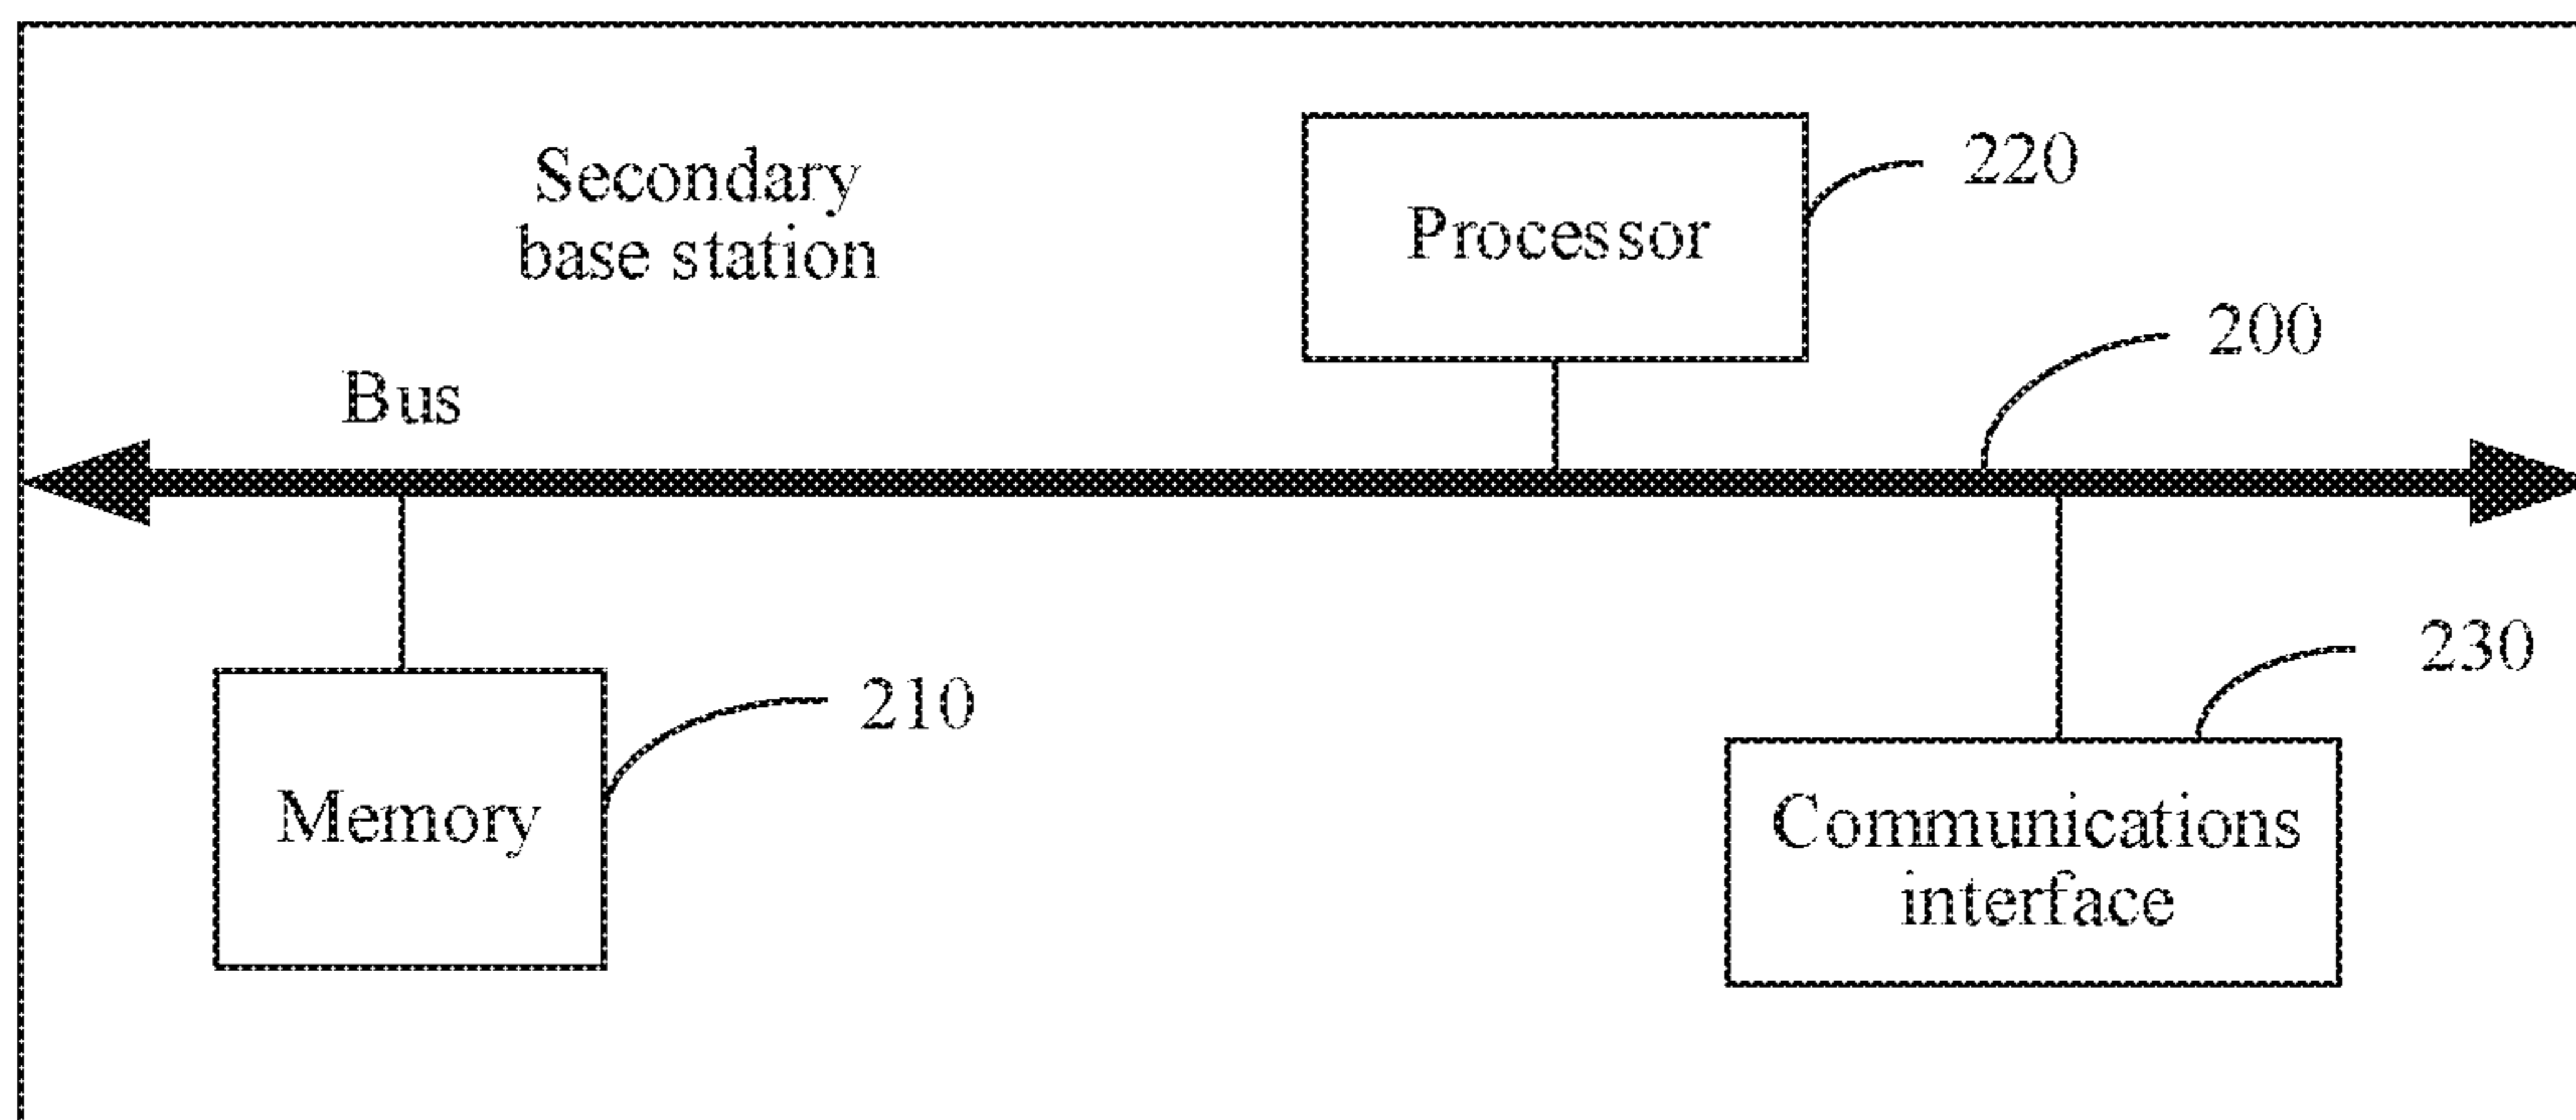 Secondary
base station
Processor
220
200
Bus
230
210
Memory
Communications
interface